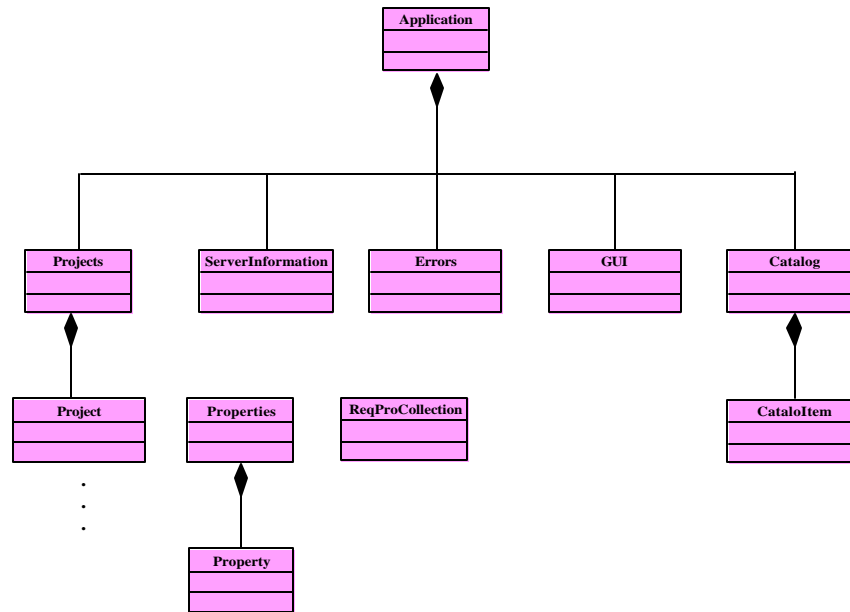 Application
Projects
ServerInformation
Errors
GUI
Catalog
Project
Properties
ReqProCollection
CataloItem
.
.
.
Property